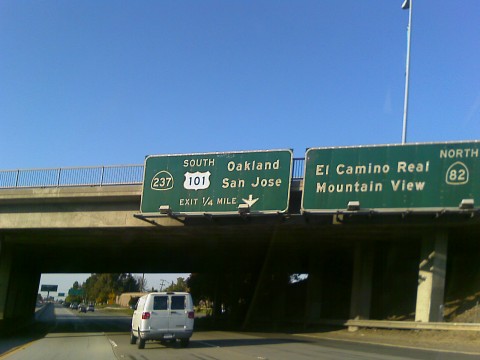 SOUTH Oakland
237 101 San Jose
EXIT 1/4 MILE
NORTH
El Camino Real
Mountain View 82